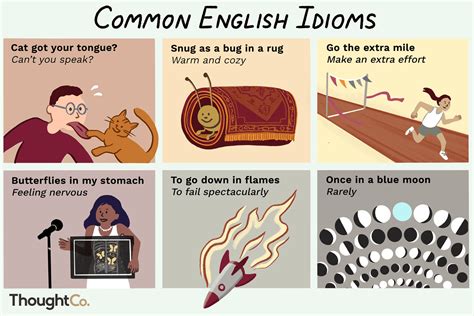 COMMON ENGLISH IDIOMS
Cat got your tongue?
Can't you speak?
Snug as a bug in a rug
Warm and cozy
Go the extra mile
Make an extra effort
Butterflies in my stomach
Feeling nervous
To go down in flames
To fail spectacularly
Once in a blue moon
Rarely
ThoughtCo.